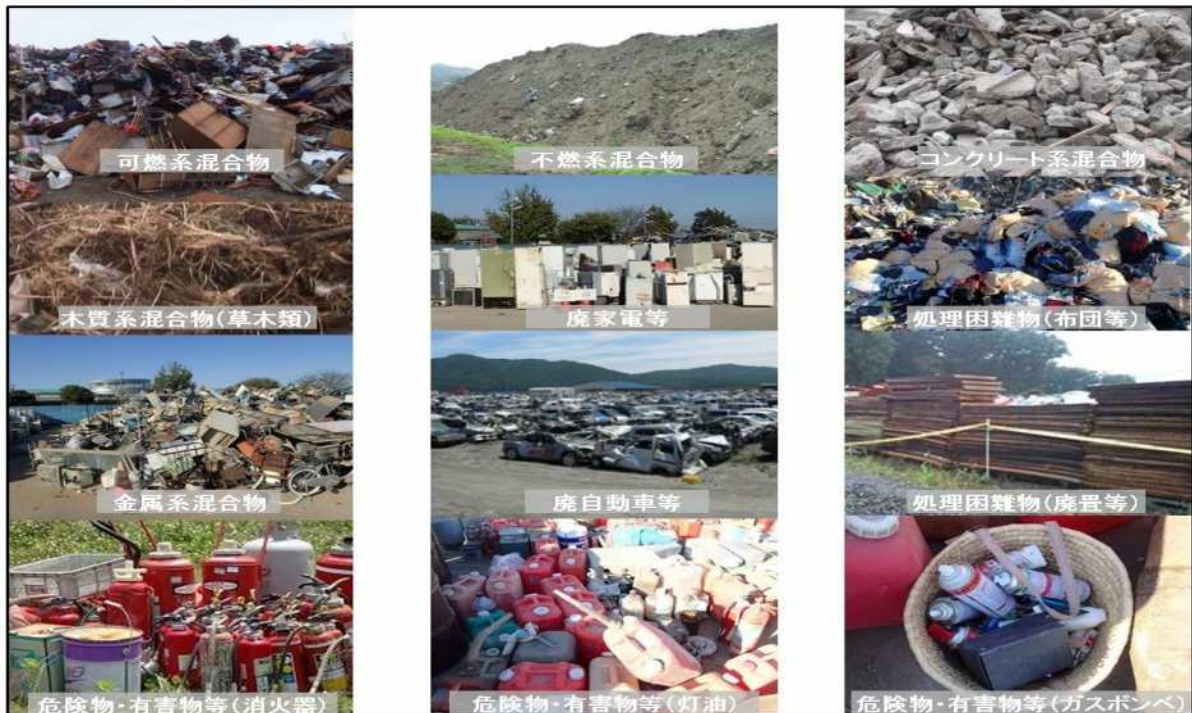 可燃系混合物
不燃系混合物
コンクリート系混合物
木質系混合物(草木類)
廃家電等
処理困難物(布団等)
金属系混合物
廃自動車等
処理困難物(廃畳等)
危険物・有害物等(消火器)
危険物・有害物等(灯油)
危険物・有害物等(ガスボンベ)